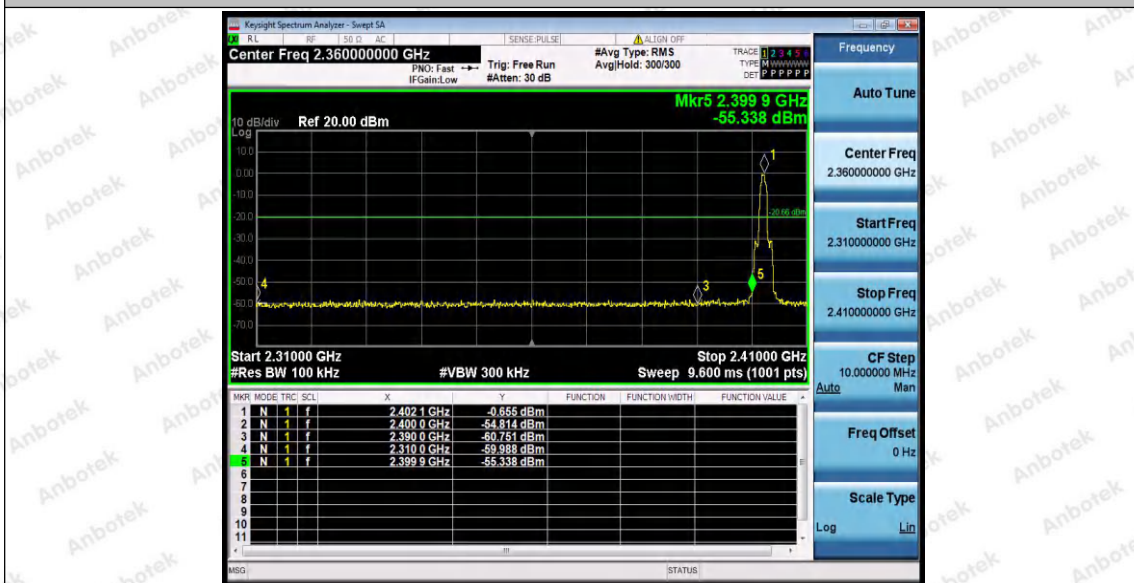 Keysight Spectrum Analyzer - Swept SA
RL RF 50 Ω AC SENSE:PULSE ALIGN OFF
Center Freq 2.360000000 GHz
PNO: Fast
IFGain:Low
Trig: Free Run
#Atten: 30 dB
#Avg Type: RMS
Avg|Hold: 300/300
TRACE 1 2 3 4 5 6
TYPE M W W W W W
DET P P P P P P
Mkr5 2.399 9 GHz
-55.338 dBm
10 dB/div Ref 20.00 dBm
Log
10.0
0.00
-10.0
-20.0
-30.0
-40.0
-50.0
-60.0
-70.0
1
-20.66 dBm
5
3
4
Start 2.31000 GHz Stop 2.41000 GHz
#Res BW 100 kHz #VBW 300 kHz Sweep 9.600 ms (1001 pts)
MKR MODE TRC SCL X Y FUNCTION FUNCTION WIDTH FUNCTION VALUE
1 N 1 f 2.402 1 GHz -0.655 dBm
2 N 1 f 2.400 0 GHz -54.814 dBm
3 N 1 f 2.390 0 GHz -60.751 dBm
4 N 1 f 2.310 0 GHz -59.988 dBm
5 N 1 f 2.399 9 GHz -55.338 dBm
6
7
8
9
10
11
MSG STATUS
Frequency
Auto Tune
Center Freq
2.360000000 GHz
Start Freq
2.310000000 GHz
Stop Freq
2.410000000 GHz
CF Step
10.000000 MHz
Auto Man
Freq Offset
0 Hz
Scale Type
Log Lin
Anbotek